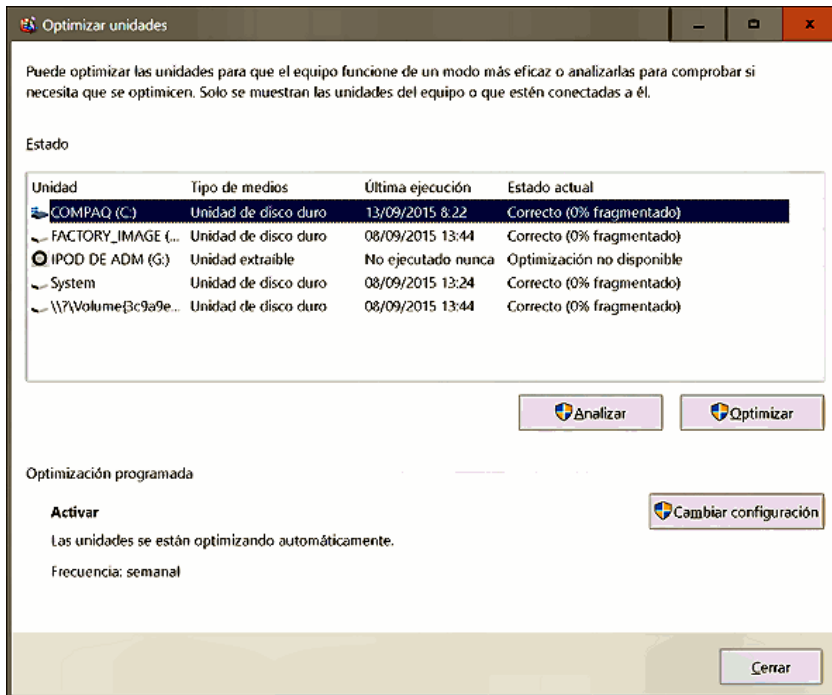 Optimizar unidades
Puede optimizar las unidades para que el equipo funcione de un modo más eficaz o analizarlas para comprobar si
necesita que se optimicen. Solo se muestran las unidades del equipo o que estén conectadas a él.
Estado
Unidad Tipo de medios Última ejecución Estado actual
COMPAQ (C:) Unidad de disco duro 13/09/2015 8:22 Correcto (0% fragmentado)
FACTORY_IMAGE (... Unidad de disco duro 08/09/2015 13:44 Correcto (0% fragmentado)
IPOD DE ADM (G:) Unidad extraíble No ejecutado nunca Optimización no disponible
System Unidad de disco duro 08/09/2015 13:24 Correcto (0% fragmentado)
\\?\Volume{3c9a9e... Unidad de disco duro 08/09/2015 13:44 Correcto (0% fragmentado)
Analizar Optimizar
Optimización programada
Activar Cambiar configuración
Las unidades se están optimizando automáticamente.
Frecuencia: semanal
Cerrar